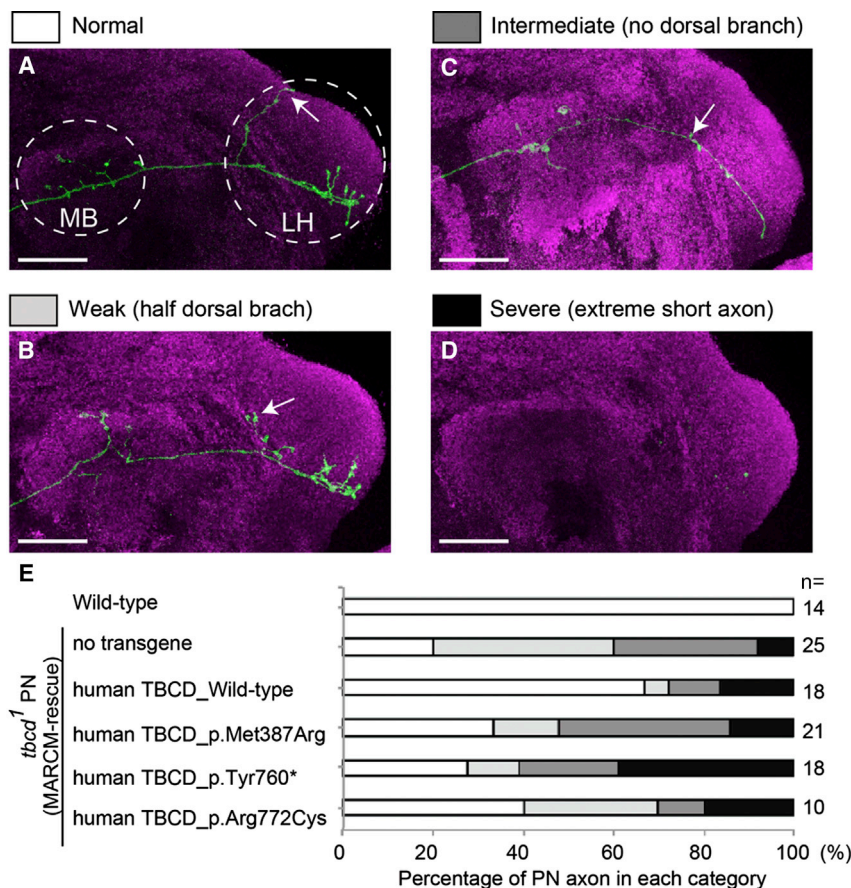 Normal
Intermediate (no dorsal branch)
A
MB
LH
C
Weak (half dorsal brach)
Severe (extreme short axon)
B
D
E
n=
Wild-type
14
tbcd¹ PN
(MARCM-rescue)
no transgene
25
human TBCD_Wild-type
18
human TBCD_p.Met387Arg
21
human TBCD_p.Tyr760*
18
human TBCD_p.Arg772Cys
10
0 20 40 60 80 100 (%)
Percentage of PN axon in each category